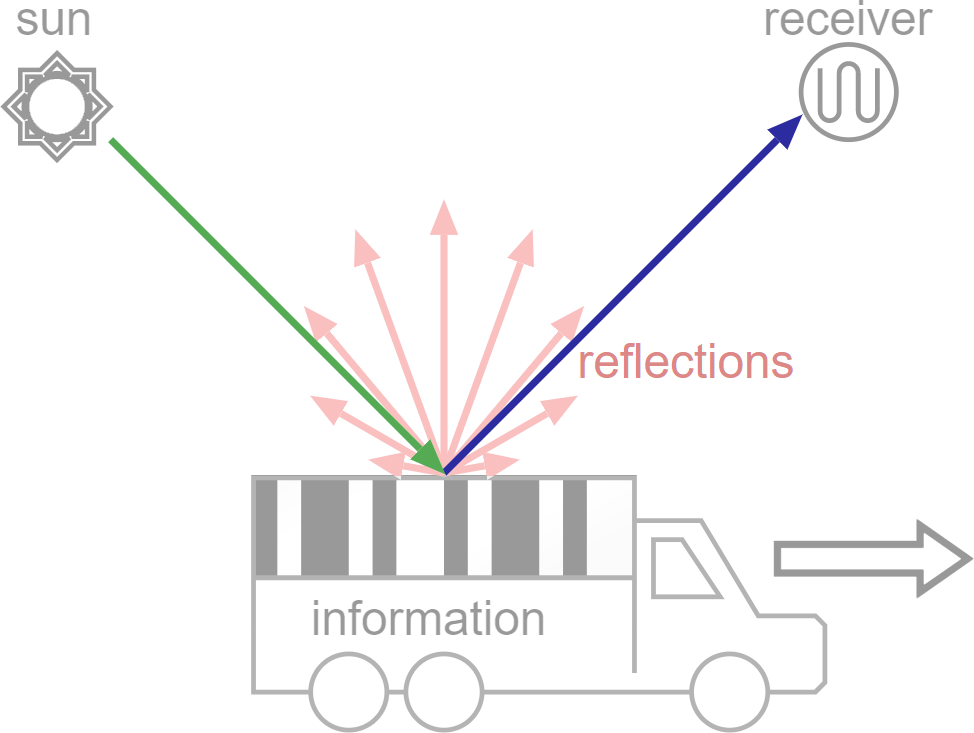 sun
receiver
reflections
information